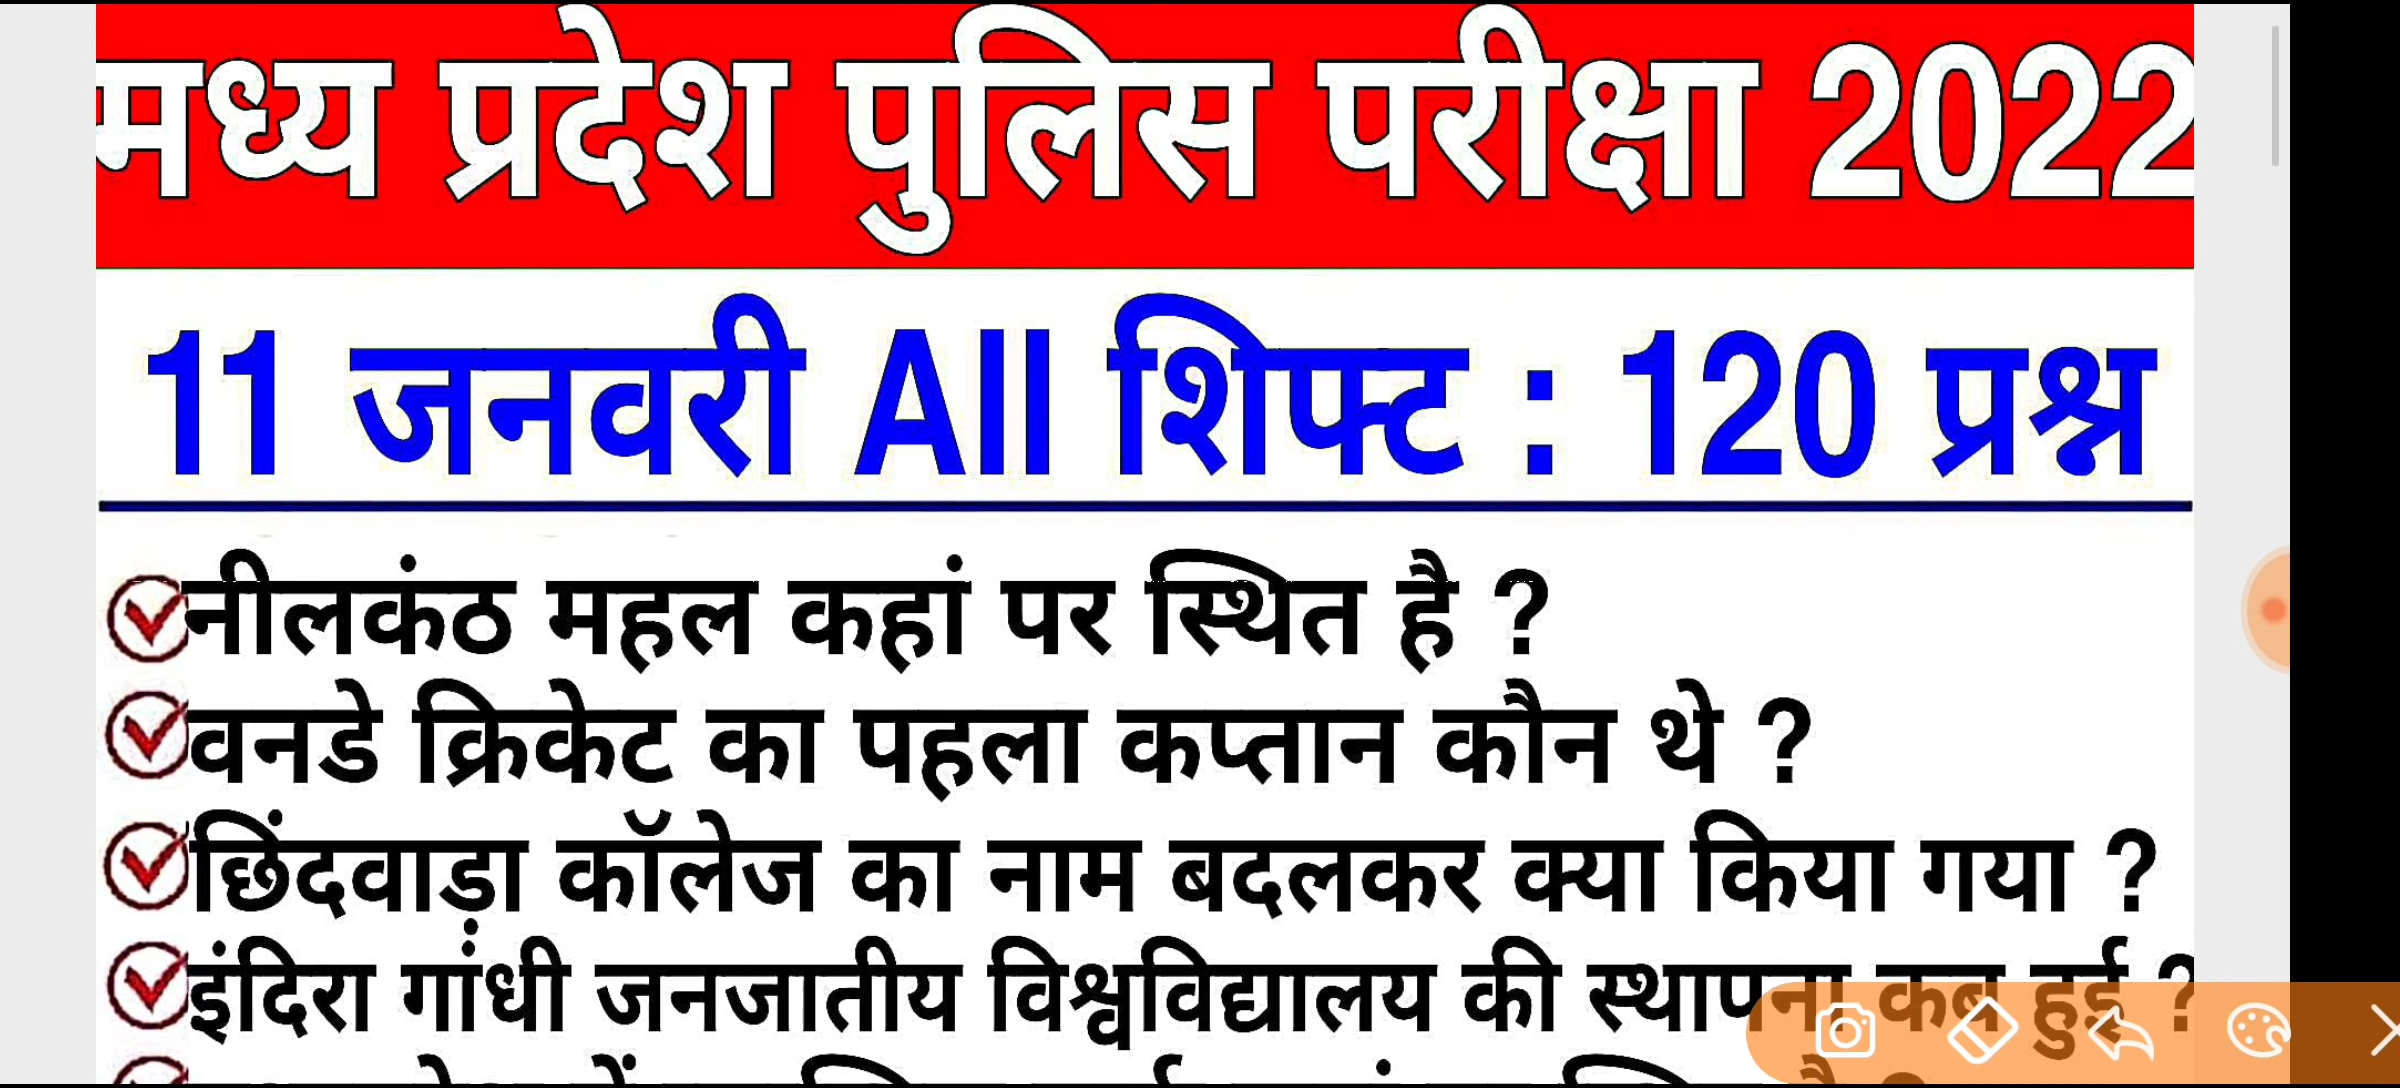 मध्य प्रदेश पुलिस परीक्षा 2022
11 जनवरी All शिफ्ट : 120 प्रश्न
नीलकंठ महल कहां पर स्थित है ?
वनडे क्रिकेट का पहला कप्तान कौन थे ?
छिंदवाड़ा कॉलेज का नाम बदलकर क्या किया गया ?
इंदिरा गांधी जनजातीय विश्वविद्यालय की स्थापना कब हुई ?